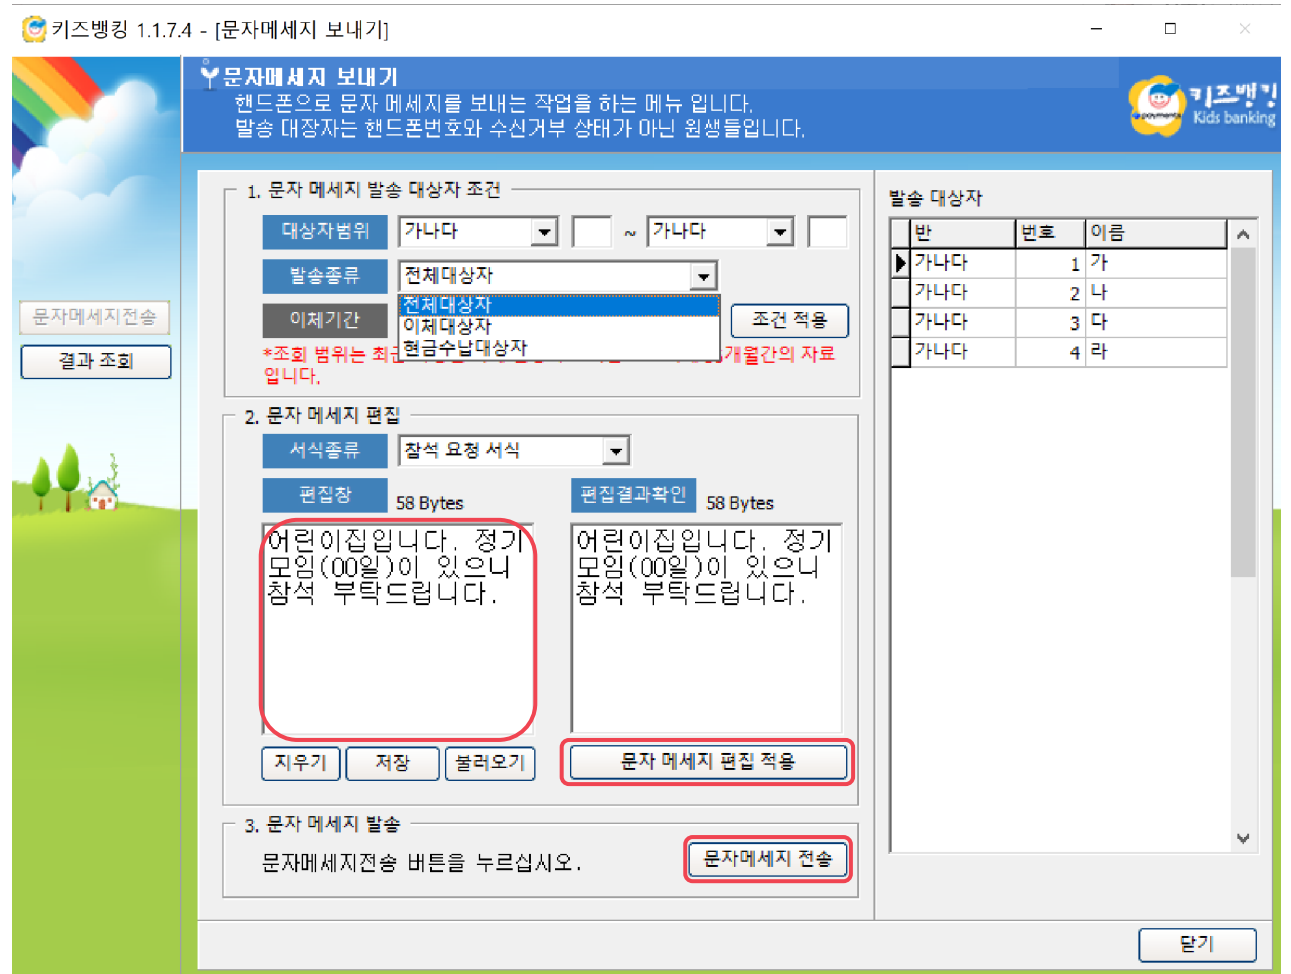 키즈뱅킹 1.1.7.4 - [문자메세지 보내기]
문자메세지 보내기
핸드폰으로 문자 메세지를 보내는 작업을 하는 메뉴 입니다.
발송 대장자는 핸드폰번호와 수신거부 상태가 아닌 원생들입니다.
키즈뱅킹
Kids banking
문자메세지전송
결과 조회
1. 문자 메세지 발송 대상자 조건
대상자범위 가나다 ~ 가나다
발송종류 전체대상자
전체대상자
이체대상자
현금수납대상자
이체기간 조건 적용
*조회 범위는 최근 개월간의 자료
입니다.
2. 문자 메세지 편집
서식종류 참석 요청 서식
편집창 58 Bytes
편집결과확인 58 Bytes
어린이집입니다. 정기
모임(00일)이 있으니
참석 부탁드립니다.
어린이집입니다. 정기
모임(00일)이 있으니
참석 부탁드립니다.
지우기 저장 불러오기
문자 메세지 편집 적용
3. 문자 메세지 발송
문자메세지전송 버튼을 누르십시오.
문자메세지 전송
발송 대상자
반 번호 이름
가나다 1 가
가나다 2 나
가나다 3 다
가나다 4 라
닫기